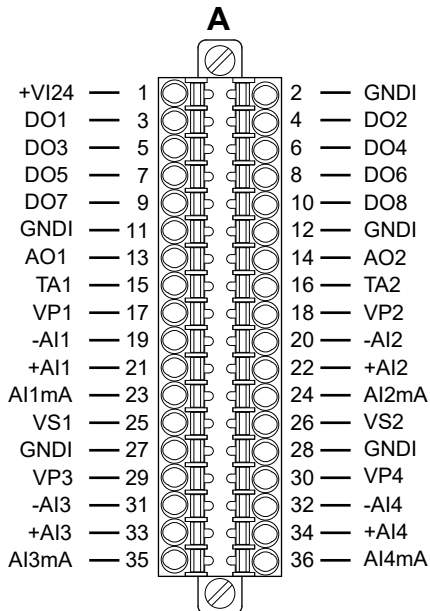 A
+VI24 1 2 GNDI
DO1 3 4 DO2
DO3 5 6 DO4
DO5 7 8 DO6
DO7 9 10 DO8
GNDI 11 12 GNDI
AO1 13 14 AO2
TA1 15 16 TA2
VP1 17 18 VP2
-AI1 19 20 -AI2
+AI1 21 22 +AI2
AI1mA 23 24 AI2mA
VS1 25 26 VS2
GNDI 27 28 GNDI
VP3 29 30 VP4
-AI3 31 32 -AI4
+AI3 33 34 +AI4
AI3mA 35 36 AI4mA